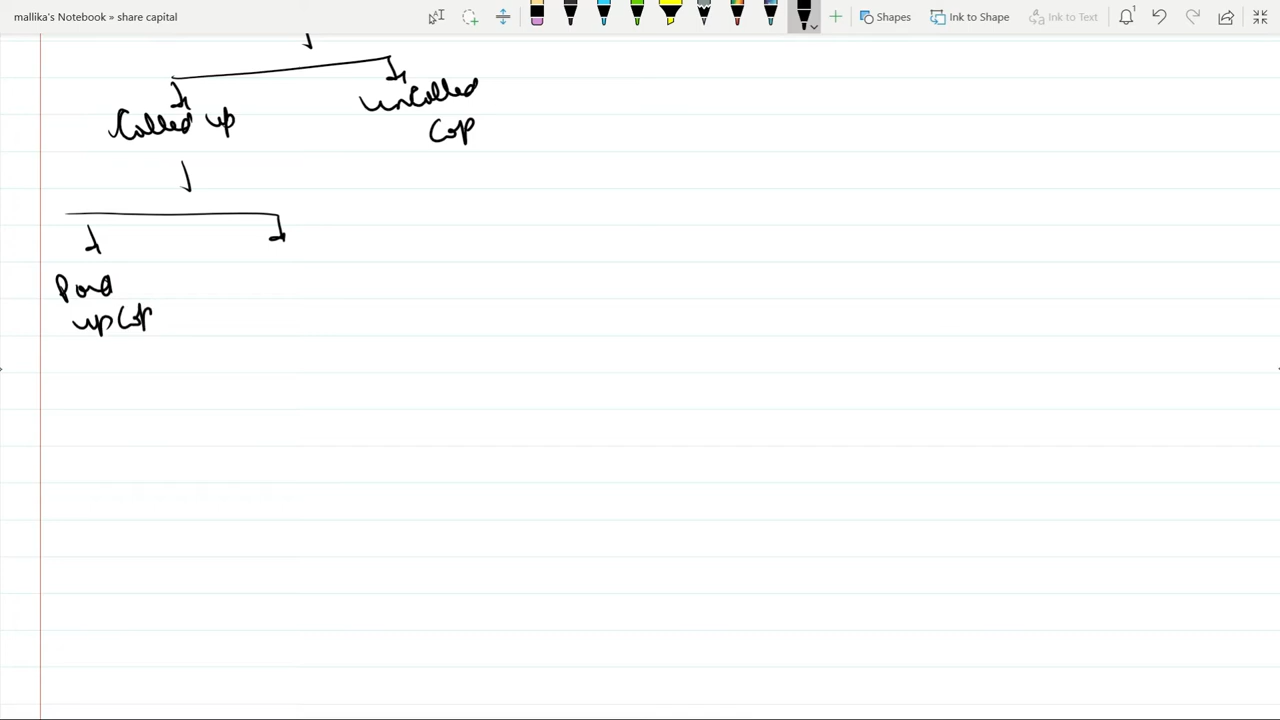 mallika's Notebook » share capital
Shapes
Ink to Shape
Ink to Text
Called up
UnCalled
Cap
Paid
up Cap